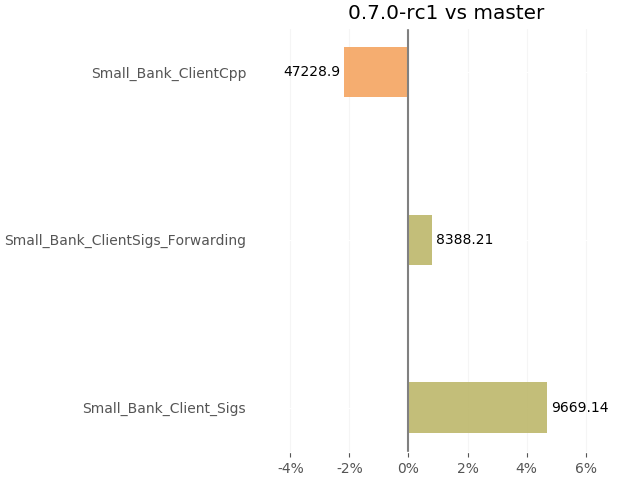 0.7.0-rc1 vs master
Small_Bank_ClientCpp
47228.9
Small_Bank_ClientSigs_Forwarding
8388.21
Small_Bank_Client_Sigs
9669.14
-4% -2% 0% 2% 4% 6%